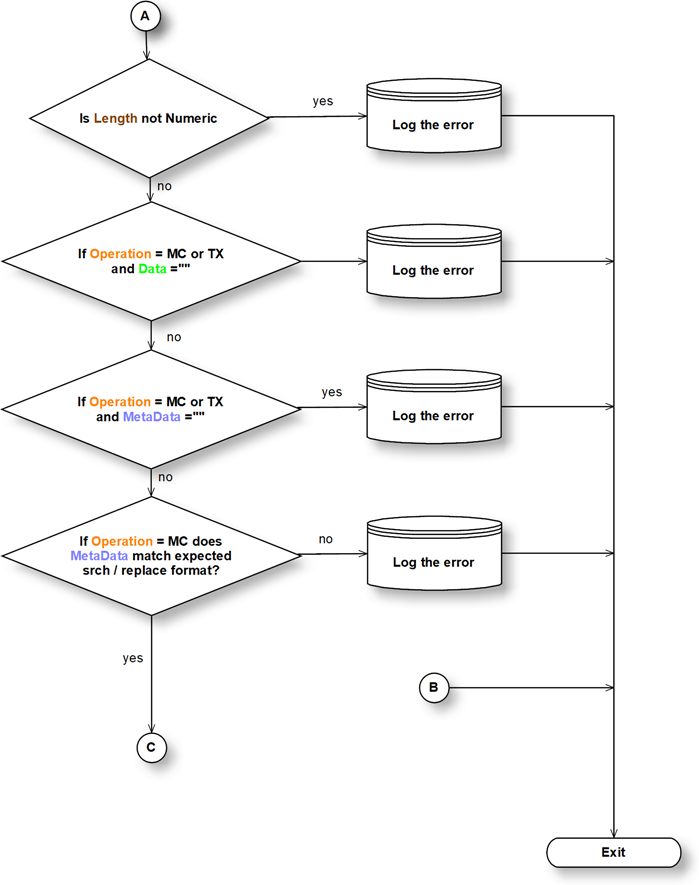 A
Is Length not Numeric
yes
Log the error
no
If Operation = MC or TX
and Data =""
Log the error
no
If Operation = MC or TX
and MetaData =""
yes
Log the error
no
If Operation = MC does
MetaData match expected
srch / replace format?
no
Log the error
yes
B
C
Exit